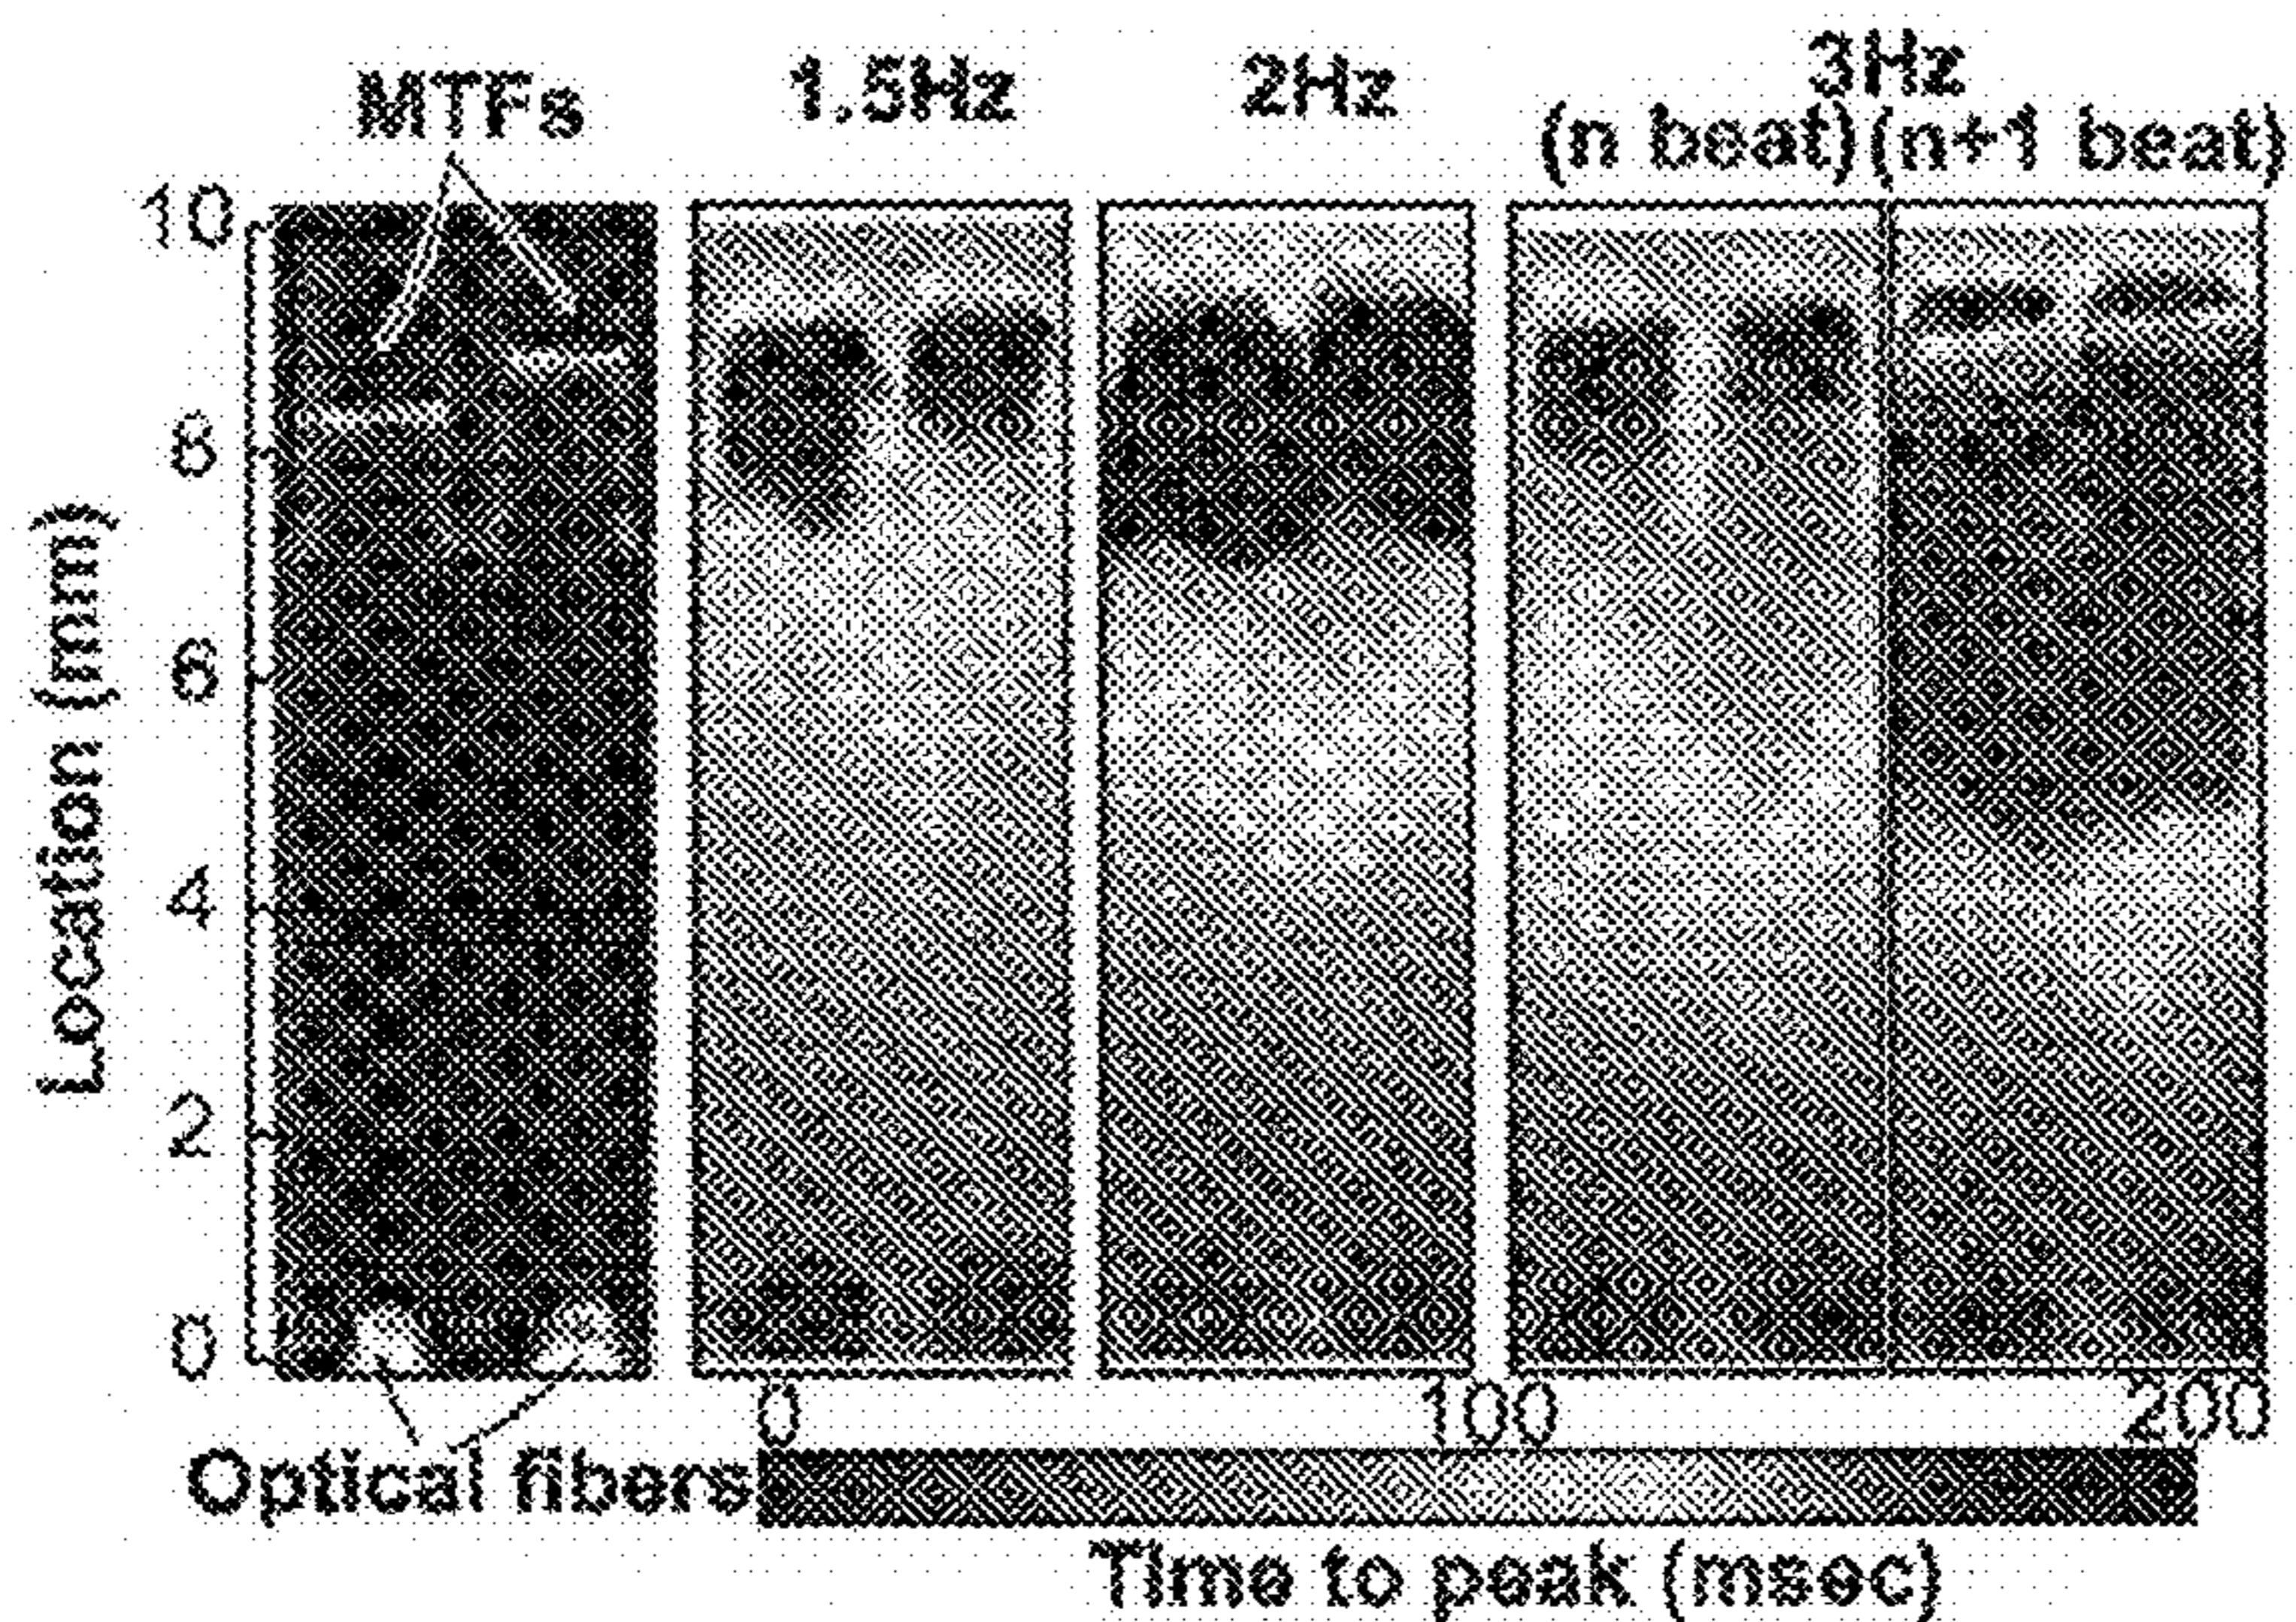 MTFs
1.5Hz
2Hz
3Hz
(n beat)
(n+1 beat)
10
8
6
4
2
0
Location (mm)
Optical fibers
0
100
200
Time to peak (msec)